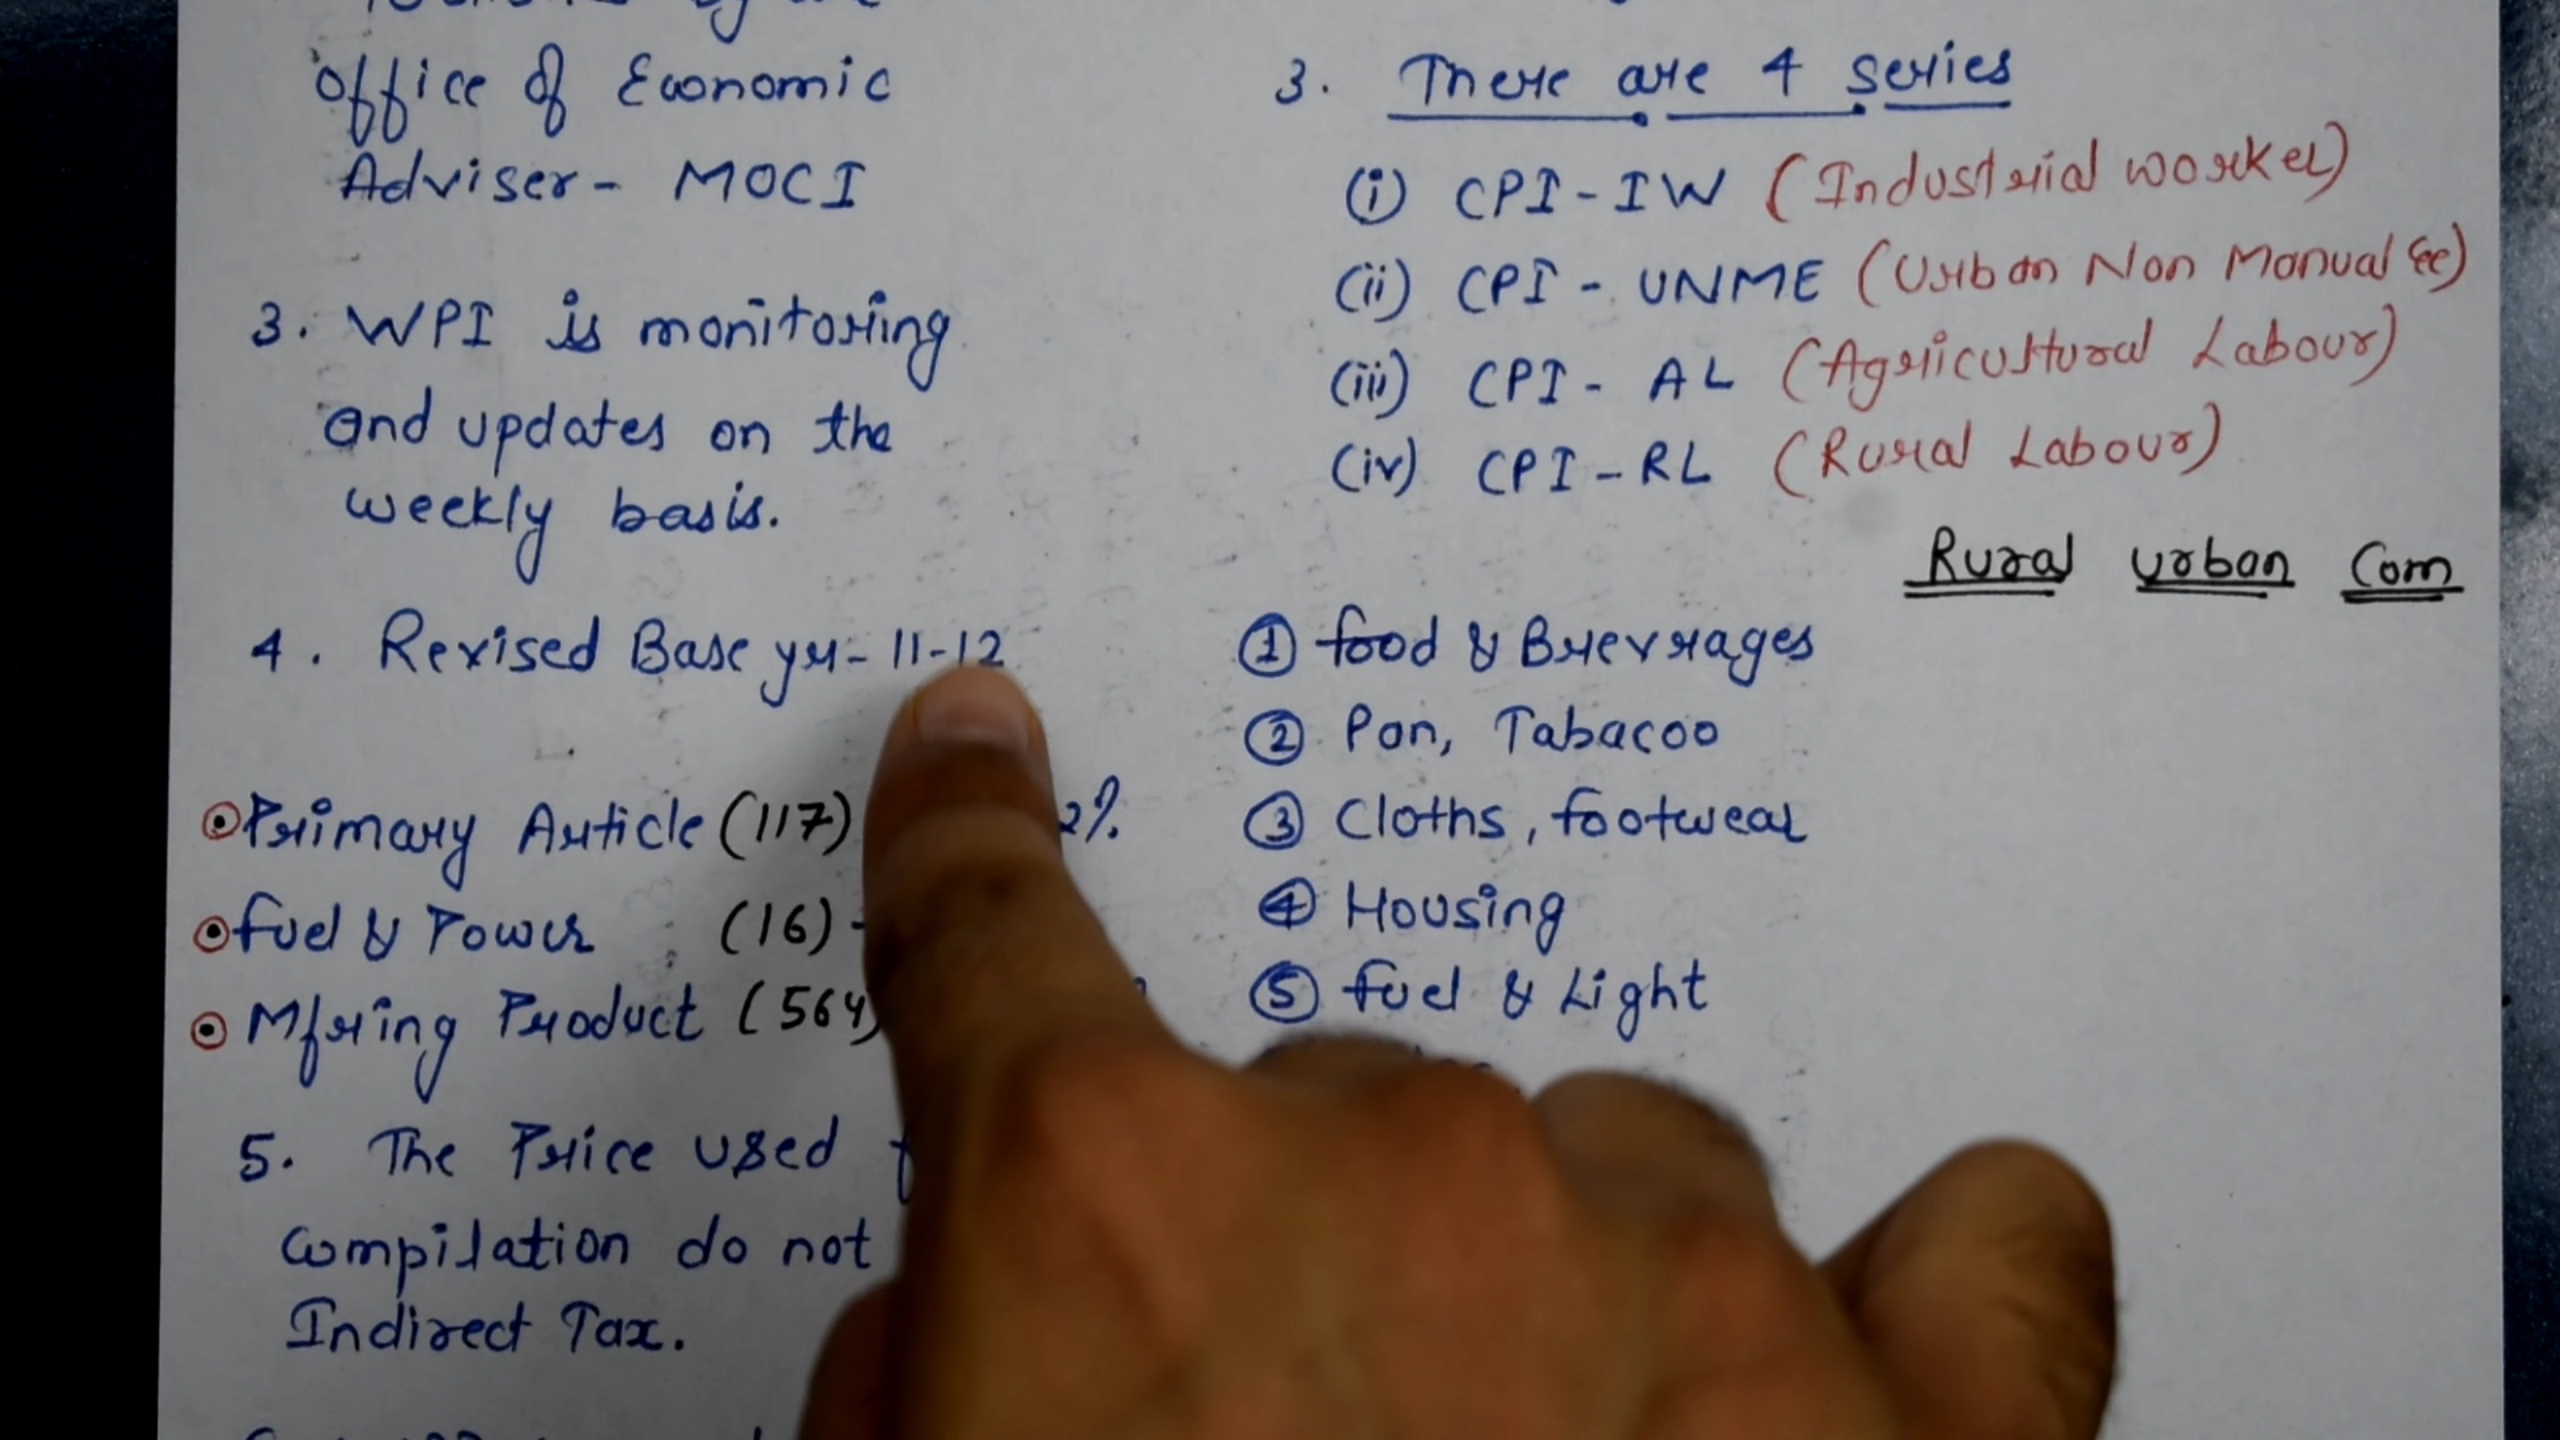 office of Economic
Adviser - MOCI
3. WPI is monitoring
and updates on the
weekly basis.
4. Revised Base yr - 11-12
Primary Article (117) 2%
fuel & Power (16) -
Mfring Product (564)
5. The Price used
compilation do not
Indirect Tax.
3. There are 4 series
(i) CPI - IW (Industrial worker)
(ii) CPI - UNME (Urban Non Manual Ee)
(iii) CPI - AL (Agricultural Labour)
(iv) CPI - RL (Rural Labour)
Rural urban Com
① food & Brevrages
② Pan, Tabacoo
③ Cloths, footwear
④ Housing
⑤ fuel & Light